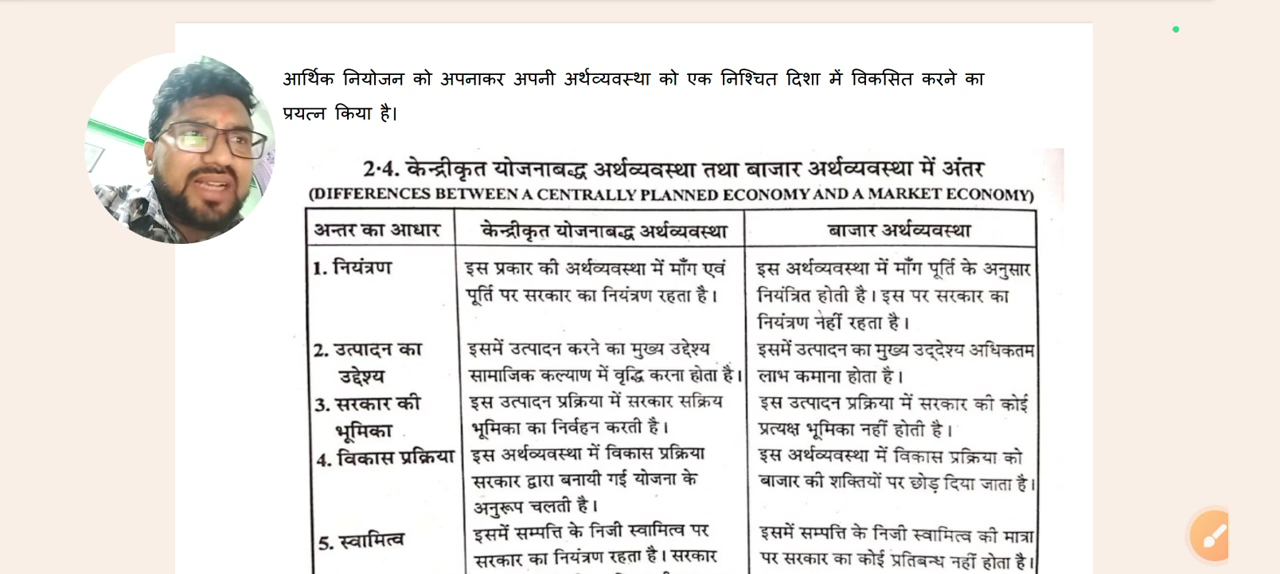 आर्थिक नियोजन को अपनाकर अपनी अर्थव्यवस्था को एक निश्चित दिशा में विकसित करने का
प्रयत्न किया है।
2·4. केन्द्रीकृत योजनाबद्ध अर्थव्यवस्था तथा बाजार अर्थव्यवस्था में अंतर
(DIFFERENCES BETWEEN A CENTRALLY PLANNED ECONOMY AND A MARKET ECONOMY)
अन्तर का आधार केन्द्रीकृत योजनाबद्ध अर्थव्यवस्था बाजार अर्थव्यवस्था
1. नियंत्रण इस प्रकार की अर्थव्यवस्था में माँग एवं इस अर्थव्यवस्था में माँग पूर्ति के अनुसार
पूर्ति पर सरकार का नियंत्रण रहता है। नियंत्रित होती है। इस पर सरकार का
नियंत्रण नहीं रहता है।
2. उत्पादन का इसमें उत्पादन करने का मुख्य उद्देश्य इसमें उत्पादन का मुख्य उद्‌देश्य अधिकतम
उद्देश्य सामाजिक कल्याण में वृद्धि करना होता है। लाभ कमाना होता है।
3. सरकार की इस उत्पादन प्रक्रिया में सरकार सक्रिय इस उत्पादन प्रक्रिया में सरकार की कोई
भूमिका भूमिका का निर्वहन करती है। प्रत्यक्ष भूमिका नहीं होती है।
4. विकास प्रक्रिया इस अर्थव्यवस्था में विकास प्रक्रिया इस अर्थव्यवस्था में विकास प्रक्रिया को
सरकार द्वारा बनायी गई योजना के बाजार की शक्तियों पर छोड़ दिया जाता है।
अनुरूप चलती है।
5. स्वामित्व इसमें सम्पत्ति के निजी स्वामित्व पर इसमें सम्पत्ति के निजी स्वामित्व की मात्रा
सरकार का नियंत्रण रहता है। सरकार पर सरकार का कोई प्रतिबन्ध नहीं होता है।